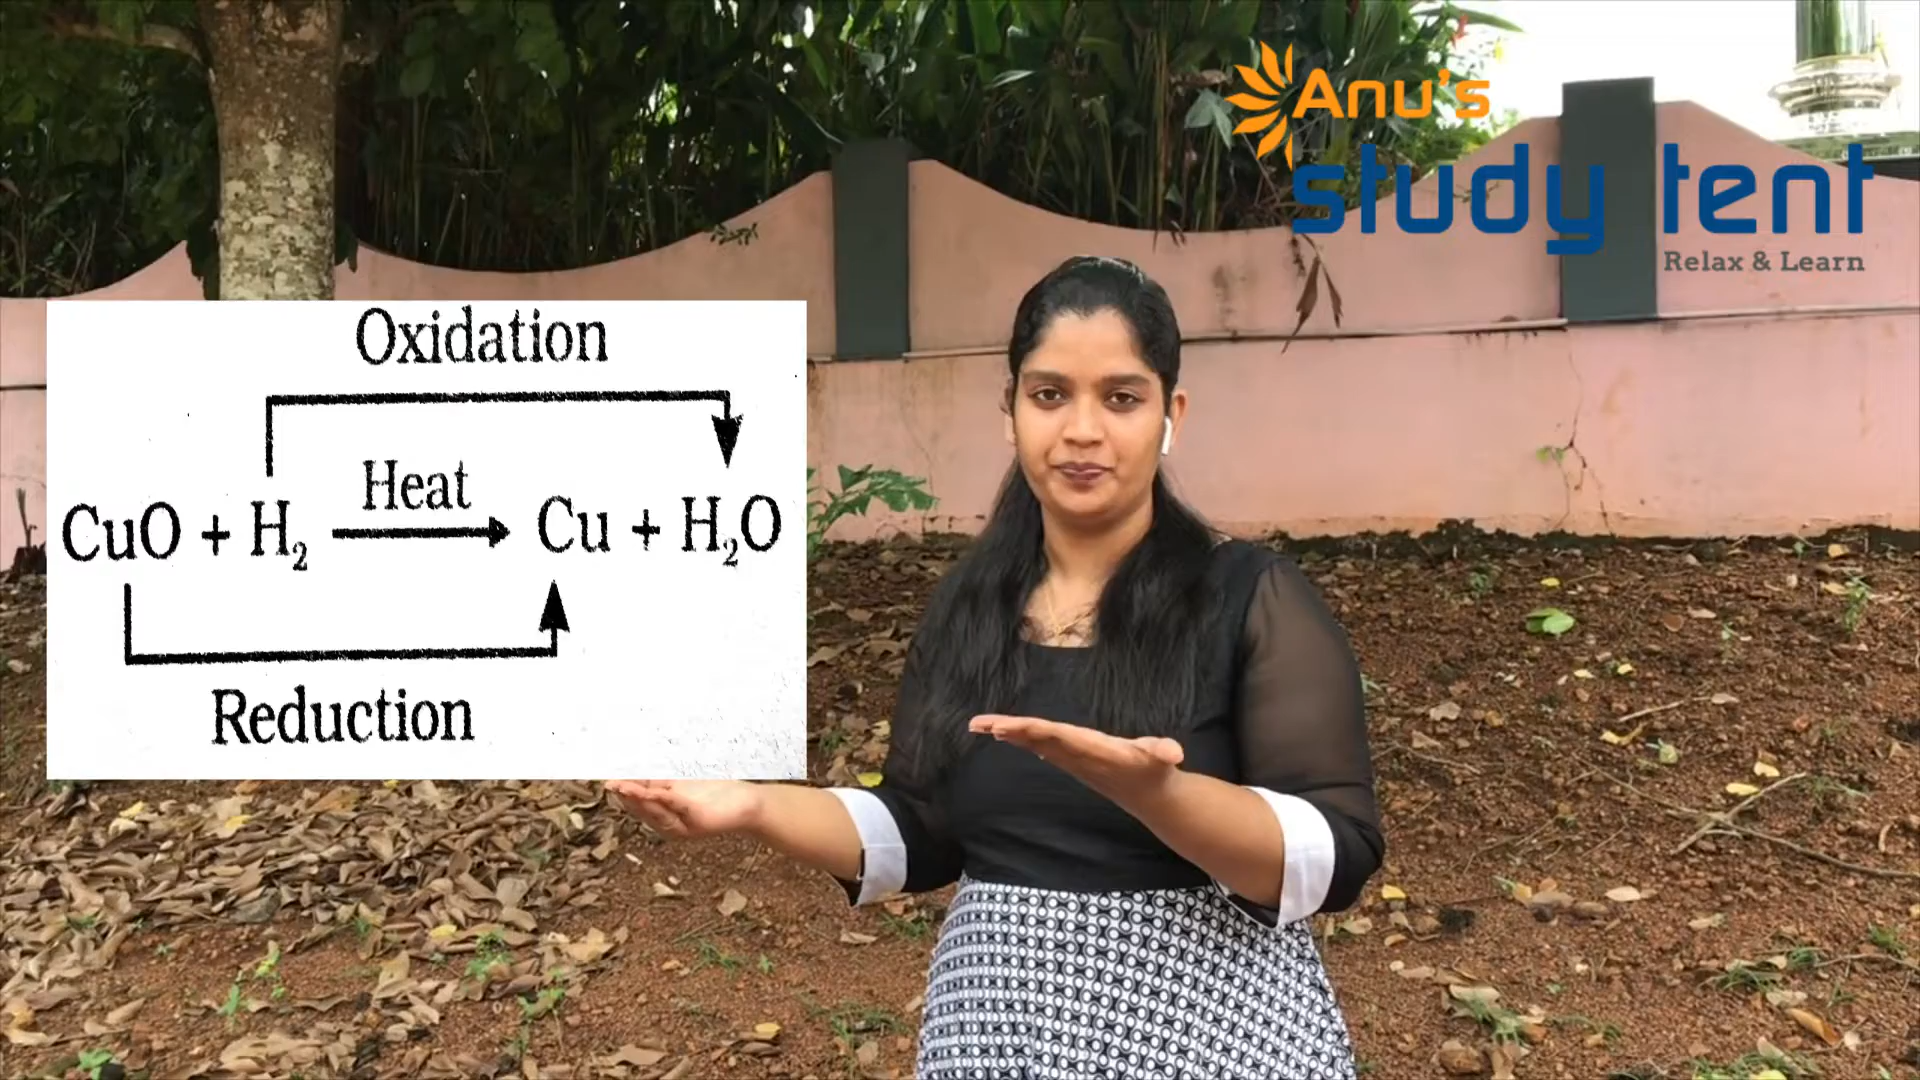 Anu's
study tent
Relax & Learn
Oxidation
Heat
CuO + H₂ → Cu + H₂O
Reduction